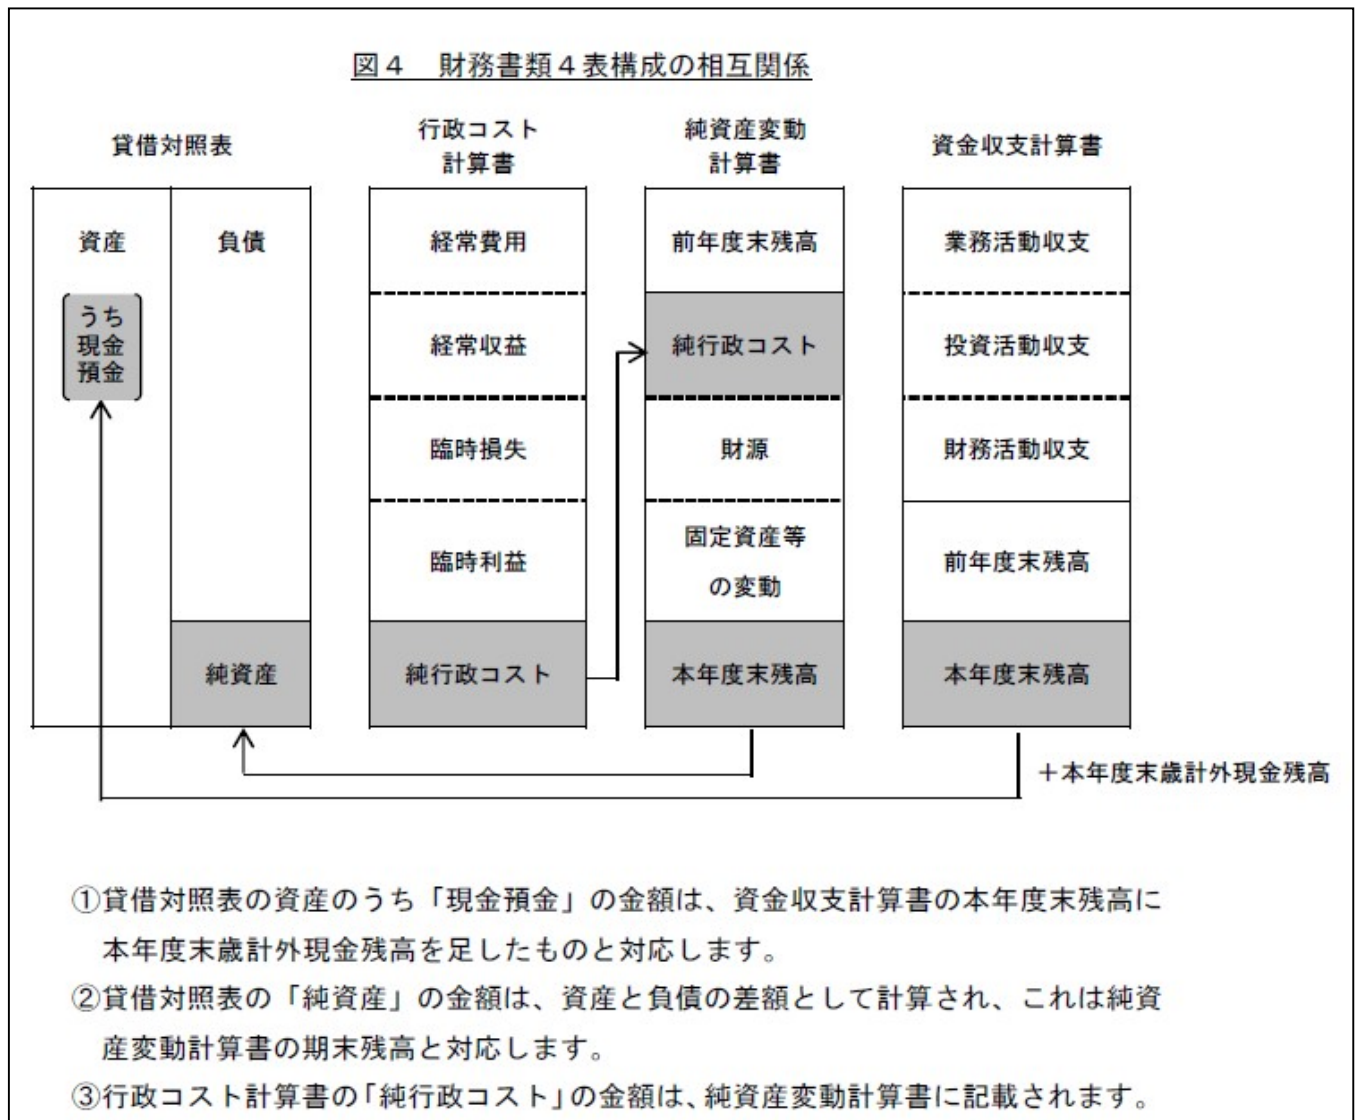 図４　財務書類４表構成の相互関係
貸借対照表
行政コスト
計算書
純資産変動
計算書
資金収支計算書
資産
負債
うち
現金
預金
純資産
経常費用
経常収益
臨時損失
臨時利益
純行政コスト
前年度末残高
純行政コスト
財源
固定資産等
の変動
本年度末残高
業務活動収支
投資活動収支
財務活動収支
前年度末残高
本年度末残高
＋本年度末歳計外現金残高
①貸借対照表の資産のうち「現金預金」の金額は、資金収支計算書の本年度末残高に
本年度末歳計外現金残高を足したものと対応します。
②貸借対照表の「純資産」の金額は、資産と負債の差額として計算され、これは純資
産変動計算書の期末残高と対応します。
③行政コスト計算書の「純行政コスト」の金額は、純資産変動計算書に記載されます。